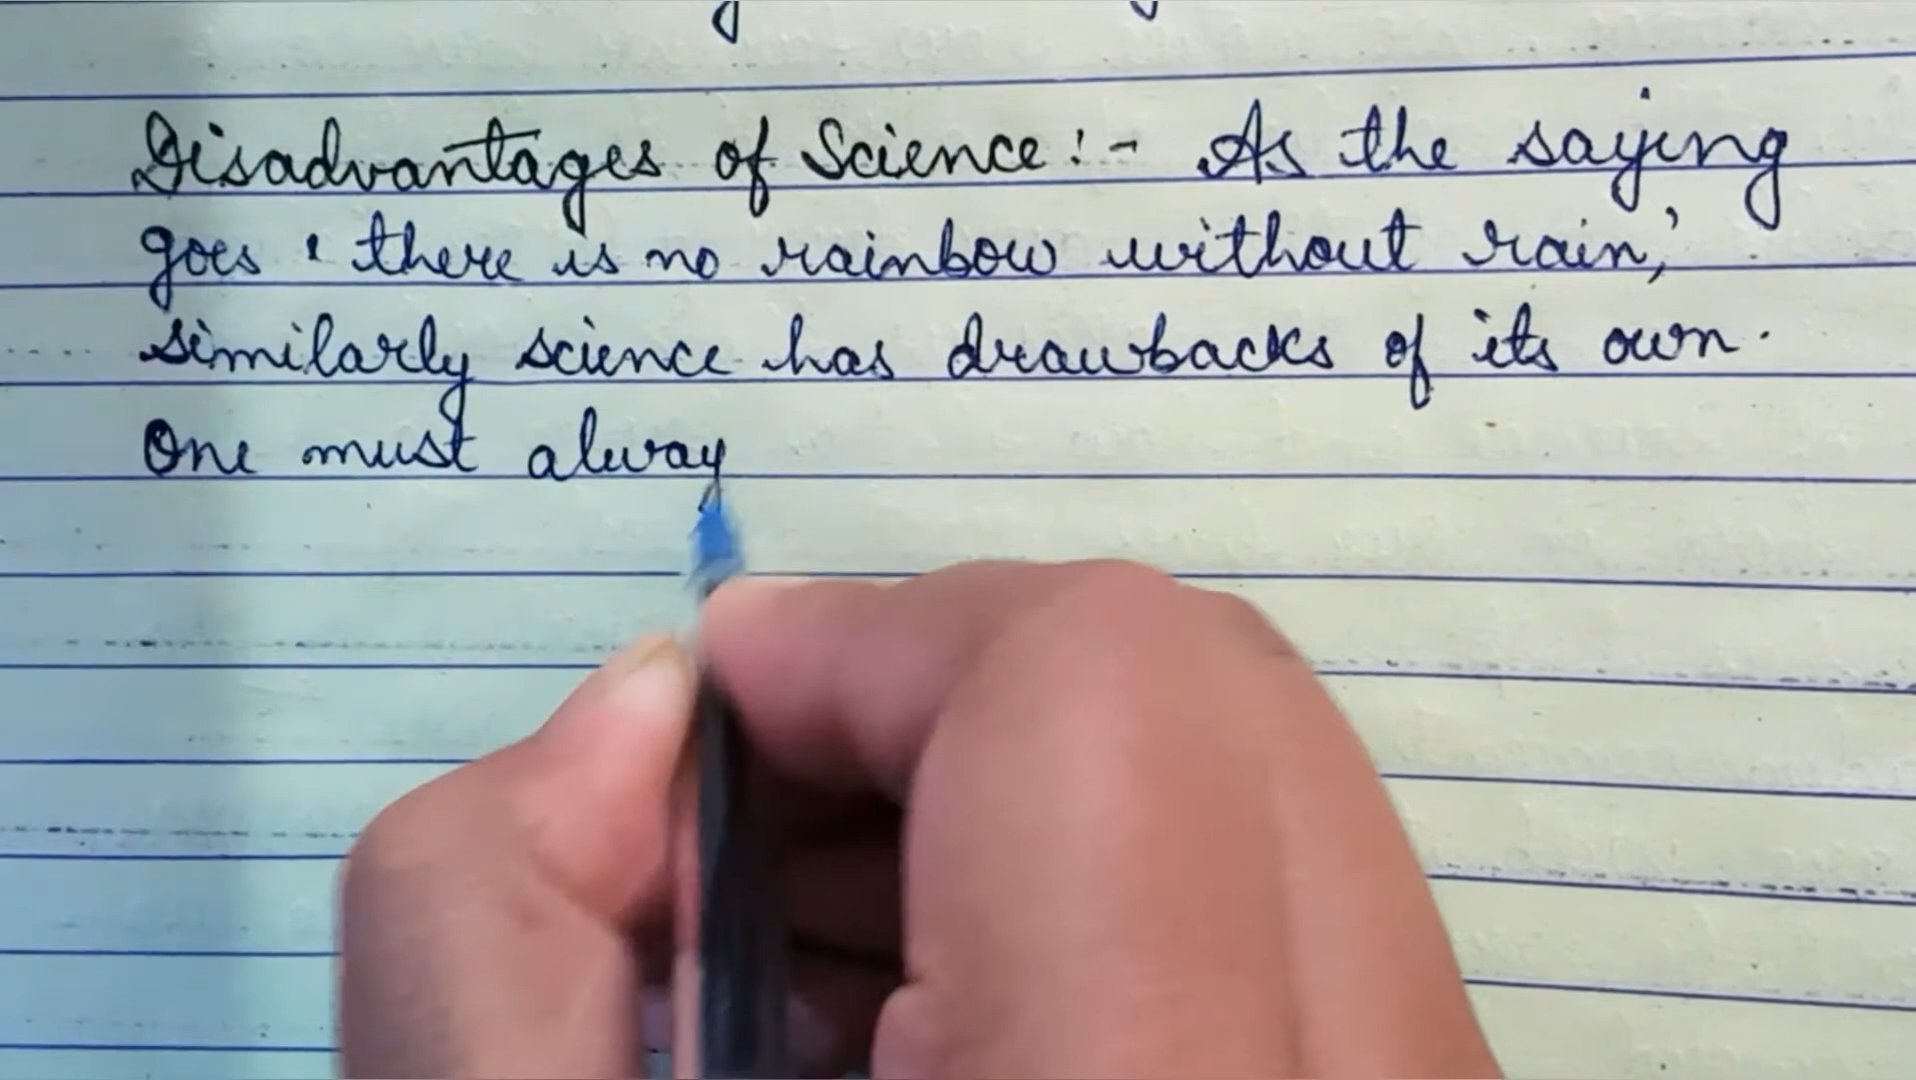 Disadvantages of Science:- As the saying
goes 'there is no rainbow without rain,'
similarly science has drawbacks of its own.
One must alway